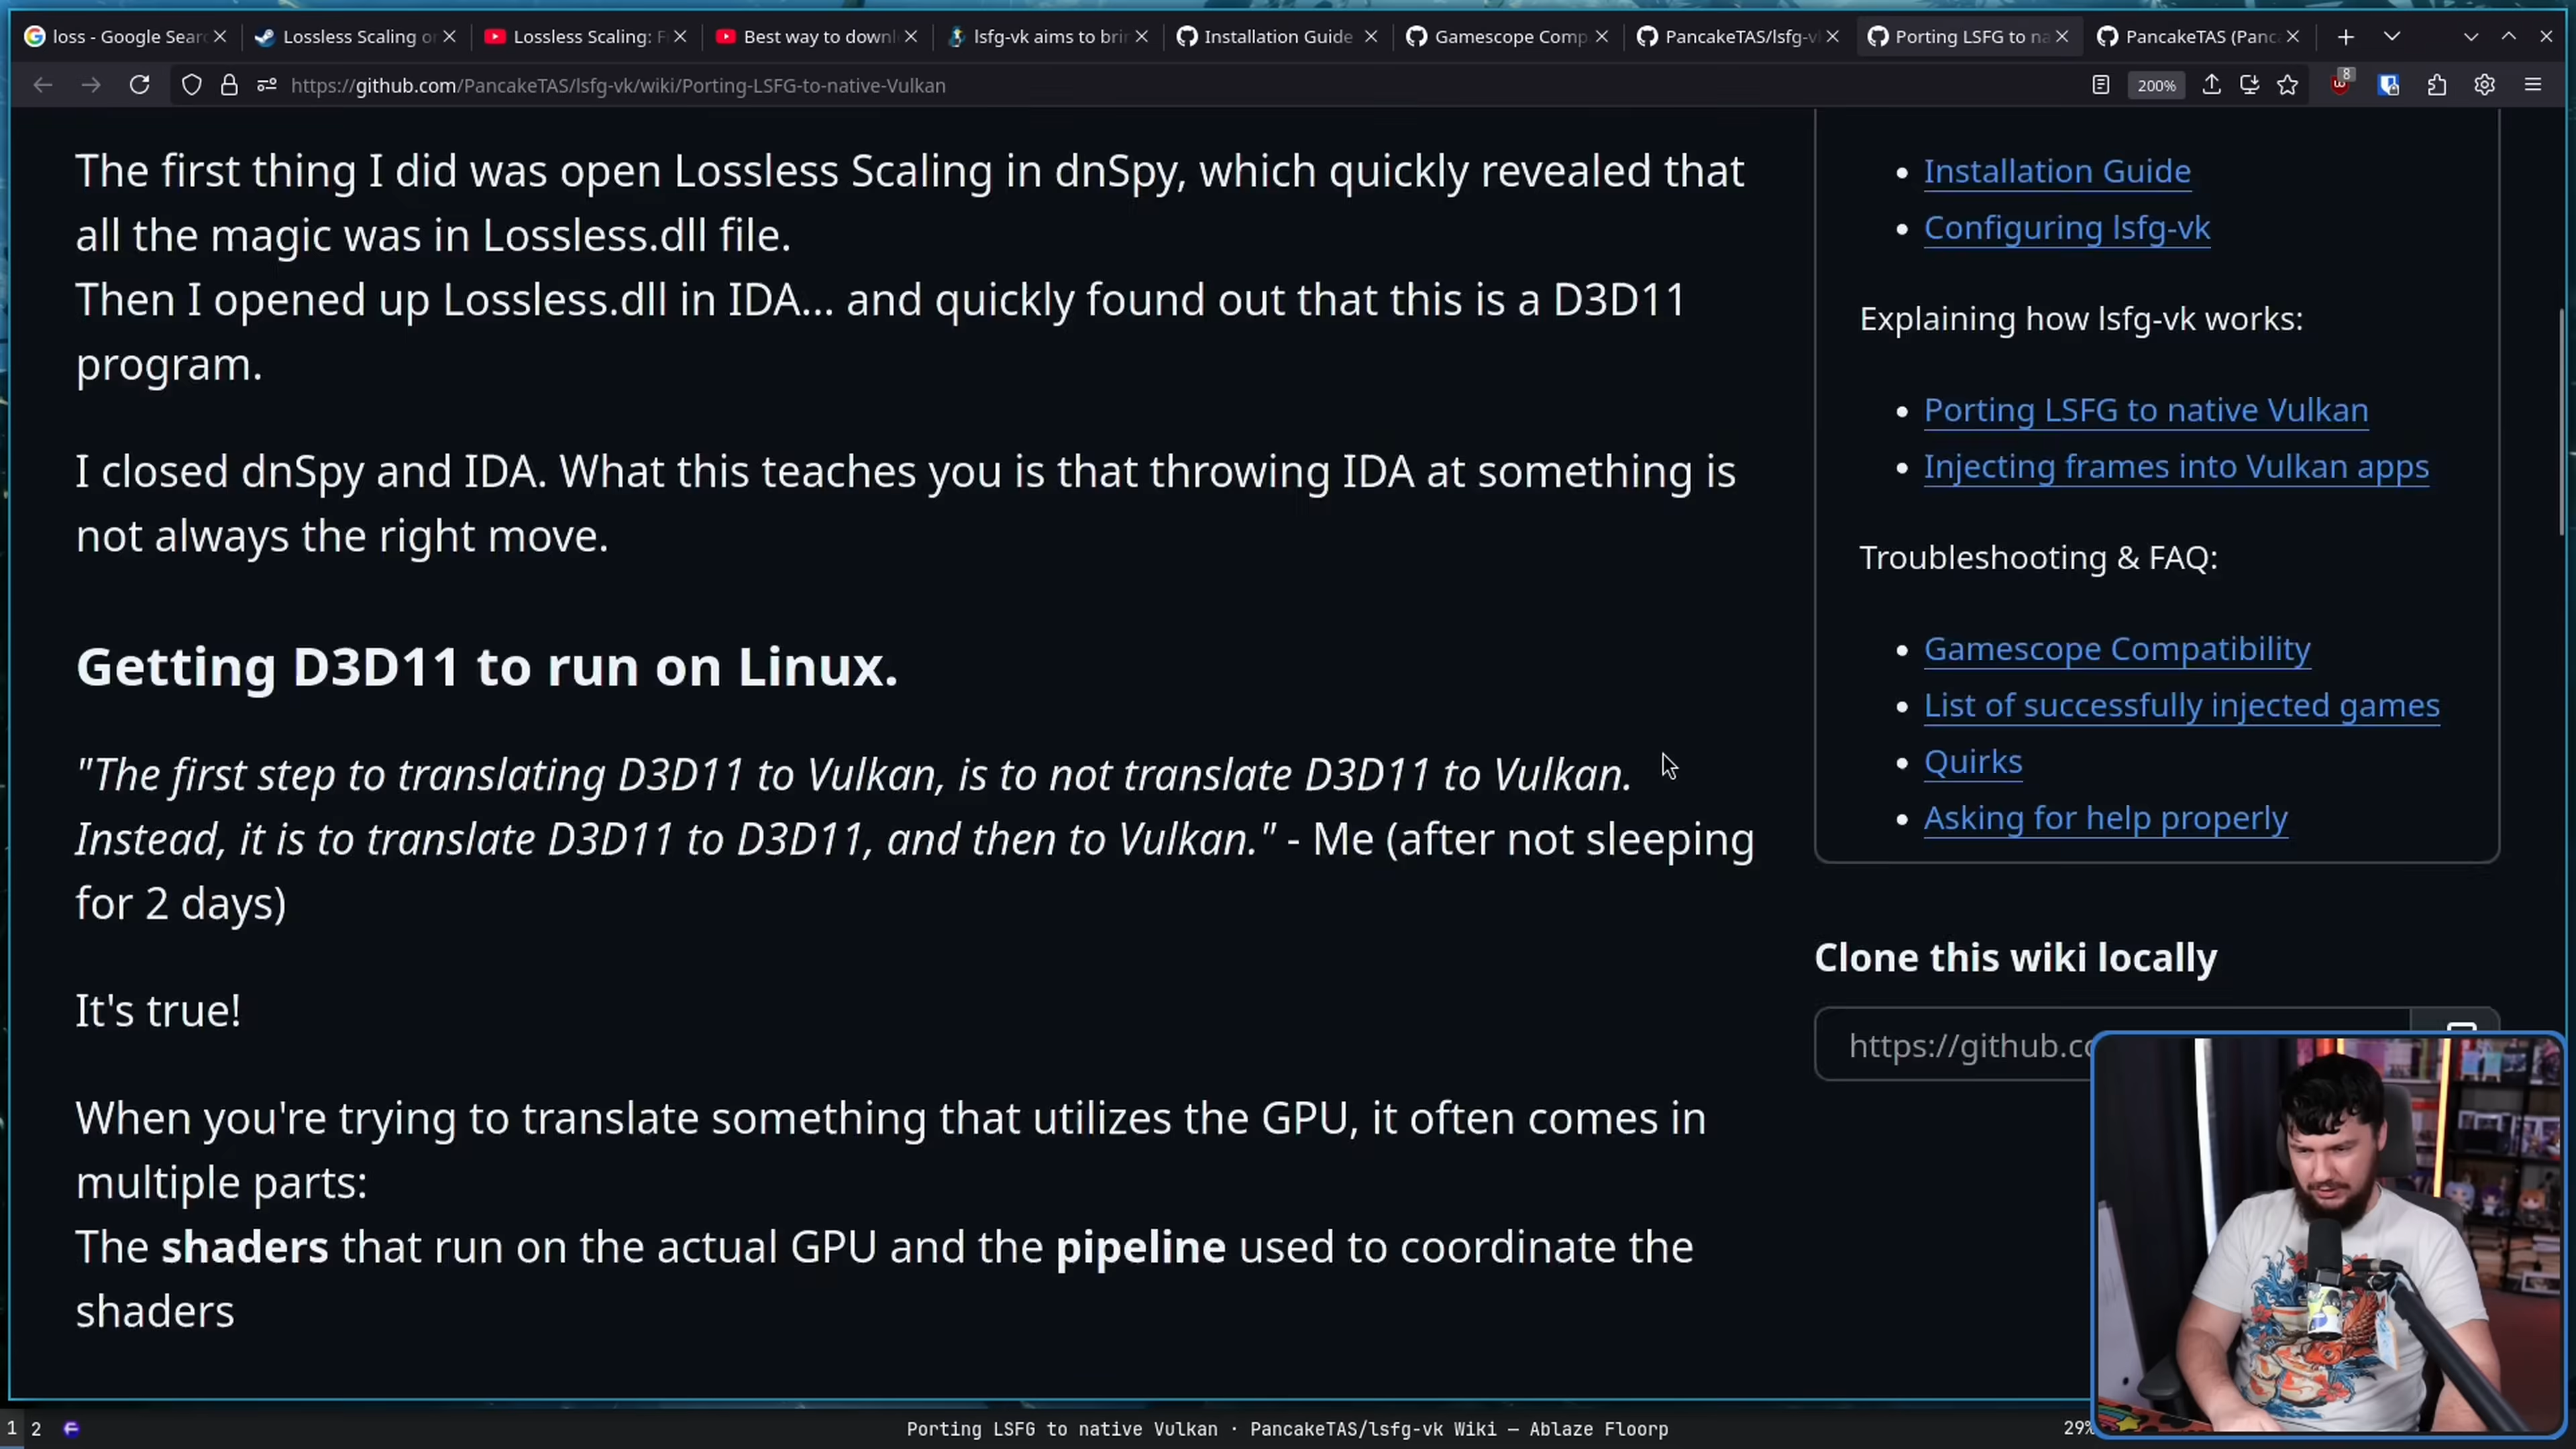 loss - Google Sear
Lossless Scaling o
Lossless Scaling: F
Best way to downl
lsfg-vk aims to brin
Installation Guide
Gamescope Comp
PancakeTAS/lsfg-v
Porting LSFG to na
PancakeTAS (Panc
https://github.com/PancakeTAS/lsfg-vk/wiki/Porting-LSFG-to-native-Vulkan
200%
8
The first thing I did was open Lossless Scaling in dnSpy, which quickly revealed that
all the magic was in Lossless.dll file.
Then I opened up Lossless.dll in IDA... and quickly found out that this is a D3D11
program.
I closed dnSpy and IDA. What this teaches you is that throwing IDA at something is
not always the right move.
Getting D3D11 to run on Linux.
"The first step to translating D3D11 to Vulkan, is to not translate D3D11 to Vulkan.
Instead, it is to translate D3D11 to D3D11, and then to Vulkan." - Me (after not sleeping
for 2 days)
It's true!
When you're trying to translate something that utilizes the GPU, it often comes in
multiple parts:
The shaders that run on the actual GPU and the pipeline used to coordinate the
shaders
Installation Guide
Configuring lsfg-vk
Explaining how lsfg-vk works:
Porting LSFG to native Vulkan
Injecting frames into Vulkan apps
Troubleshooting & FAQ:
Gamescope Compatibility
List of successfully injected games
Quirks
Asking for help properly
Clone this wiki locally
https://github.co
1 2
Porting LSFG to native Vulkan · PancakeTAS/lsfg-vk Wiki — Ablaze Floorp
29%